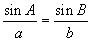 sin A / a = sin B / b